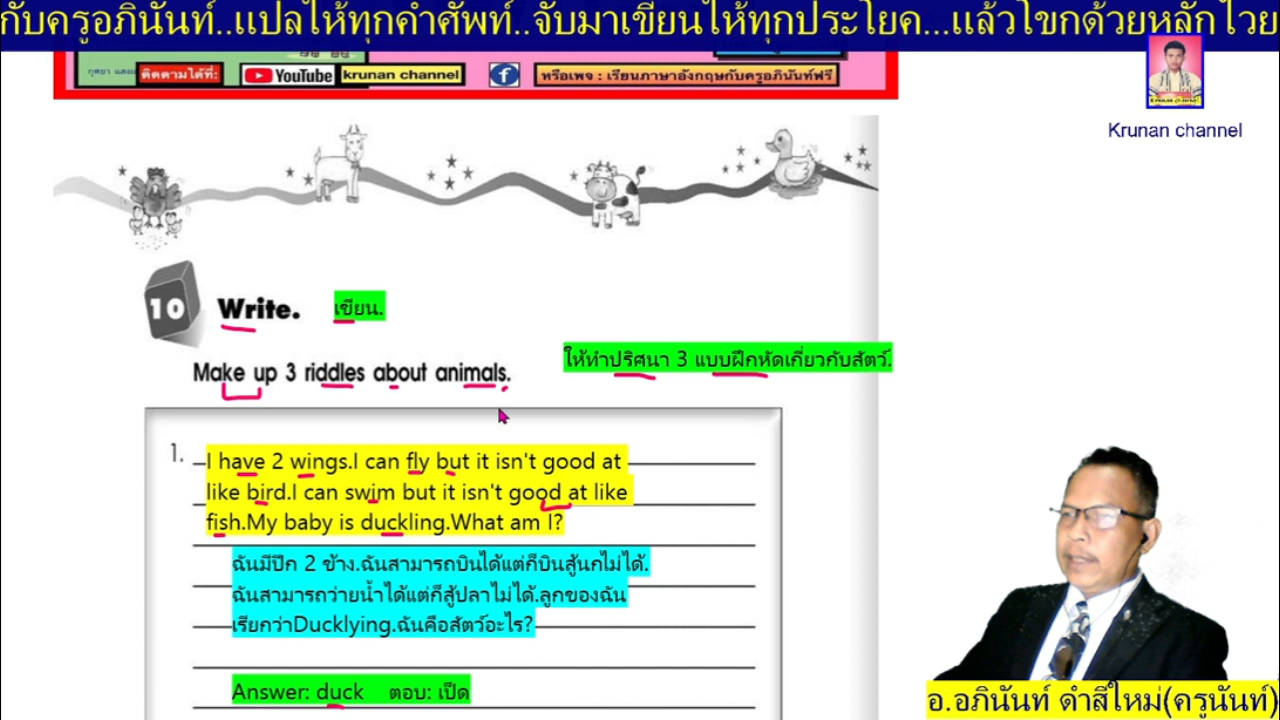 กับครูอภินันท์..แปลให้ทุกคำศัพท์..จับมาเขียนให้ทุกประโยค...แล้วโขกด้วยหลักไวย
กุศยา แสงเ
ติดตามได้ที่:
YouTube
krunan channel
หรือเพจ : เรียนภาษาอังกฤษกับครูอภินันท์ฟรี
Krunan channel
10
Write.
เขียน.
Make up 3 riddles about animals.
ให้ทำปริศนา 3 แบบฝึกหัดเกี่ยวกับสัตว์.
1.
I have 2 wings.I can fly but it isn't good at
like bird.I can swim but it isn't good at like
fish.My baby is duckling.What am I?
ฉันมีปีก 2 ข้าง.ฉันสามารถบินได้แต่ก็บินสู้นกไม่ได้.
ฉันสามารถว่ายน้ำได้แต่ก็สู้ปลาไม่ได้.ลูกของฉัน
เรียกว่าDucklying.ฉันคือสัตว์อะไร?
Answer: duck ตอบ: เป็ด
อ.อภินันท์ ดำสีใหม่(ครูนันท์)